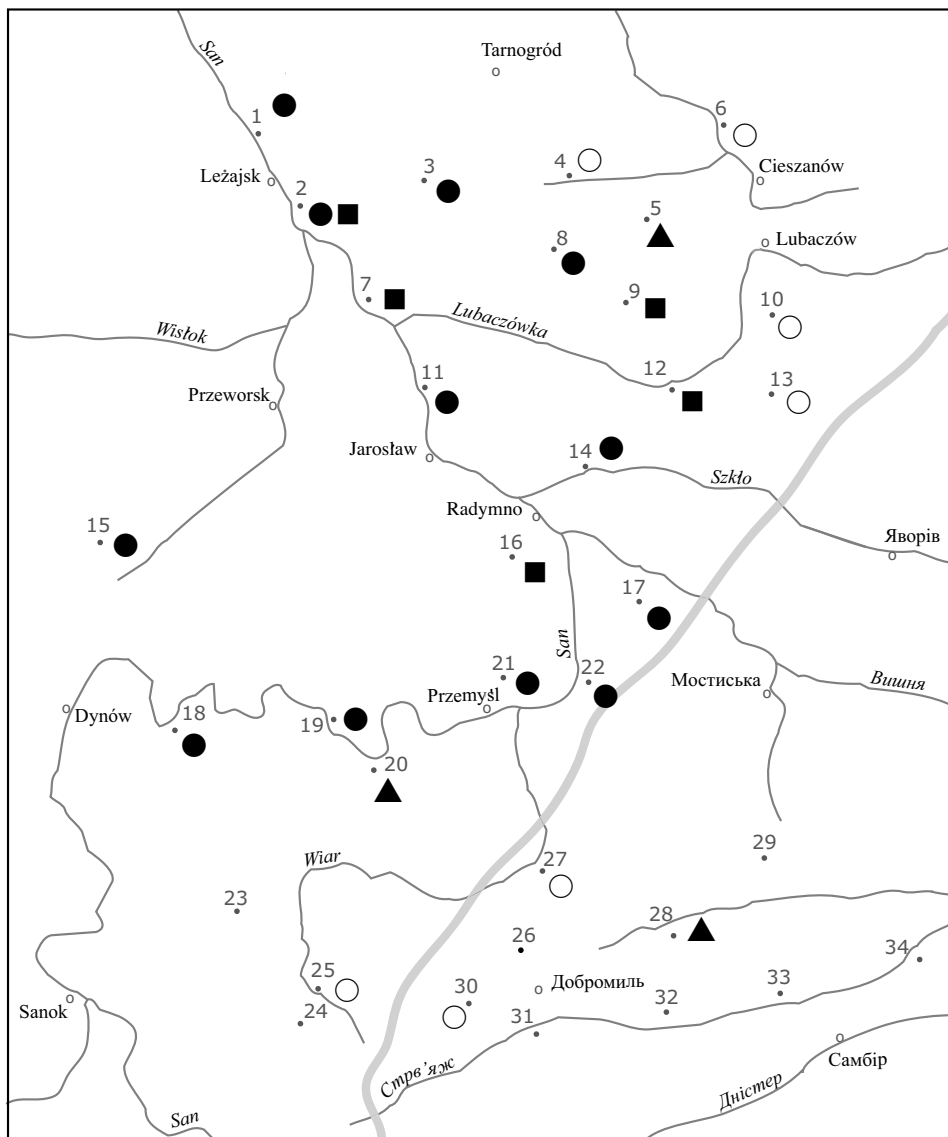 San
Tarnogród
1
6
3
4
Leżajsk
Cieszanów
2
5
8
Lubaczów
7
9
10
Wisłok
Lubaczówka
11
12
13
Przeworsk
Jarosław
14
Szkło
Radymno
15
16
Яворів
17
San
21
22
Мостиська
Вишня
Dynów
18
19
Przemyśl
20
Wiar
27
29
23
28
26
34
25
30
Добромиль
33
Sanok
24
31
32
Стрв’яж
Самбір
Дністер
San